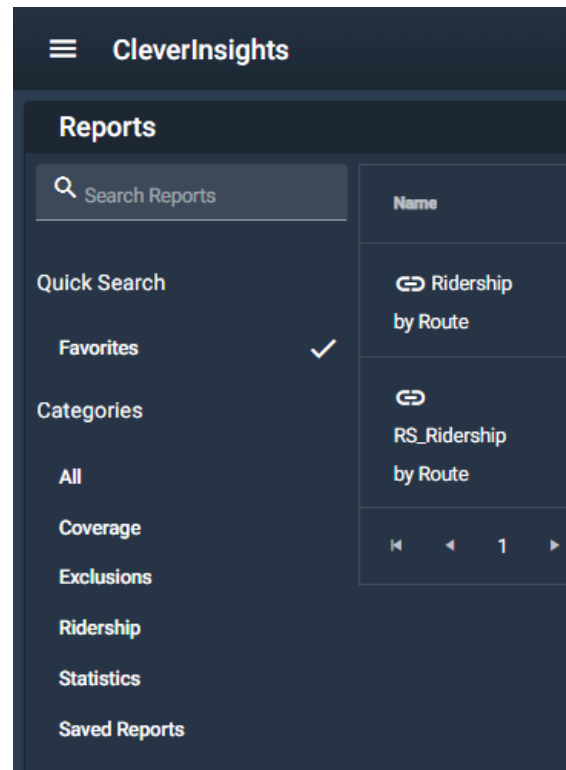 CleverInsights
Reports
Search Reports
Quick Search
Favorites
Categories
All
Coverage
Exclusions
Ridership
Statistics
Saved Reports
Name
Ridership
by Route
RS_Ridership
by Route
1